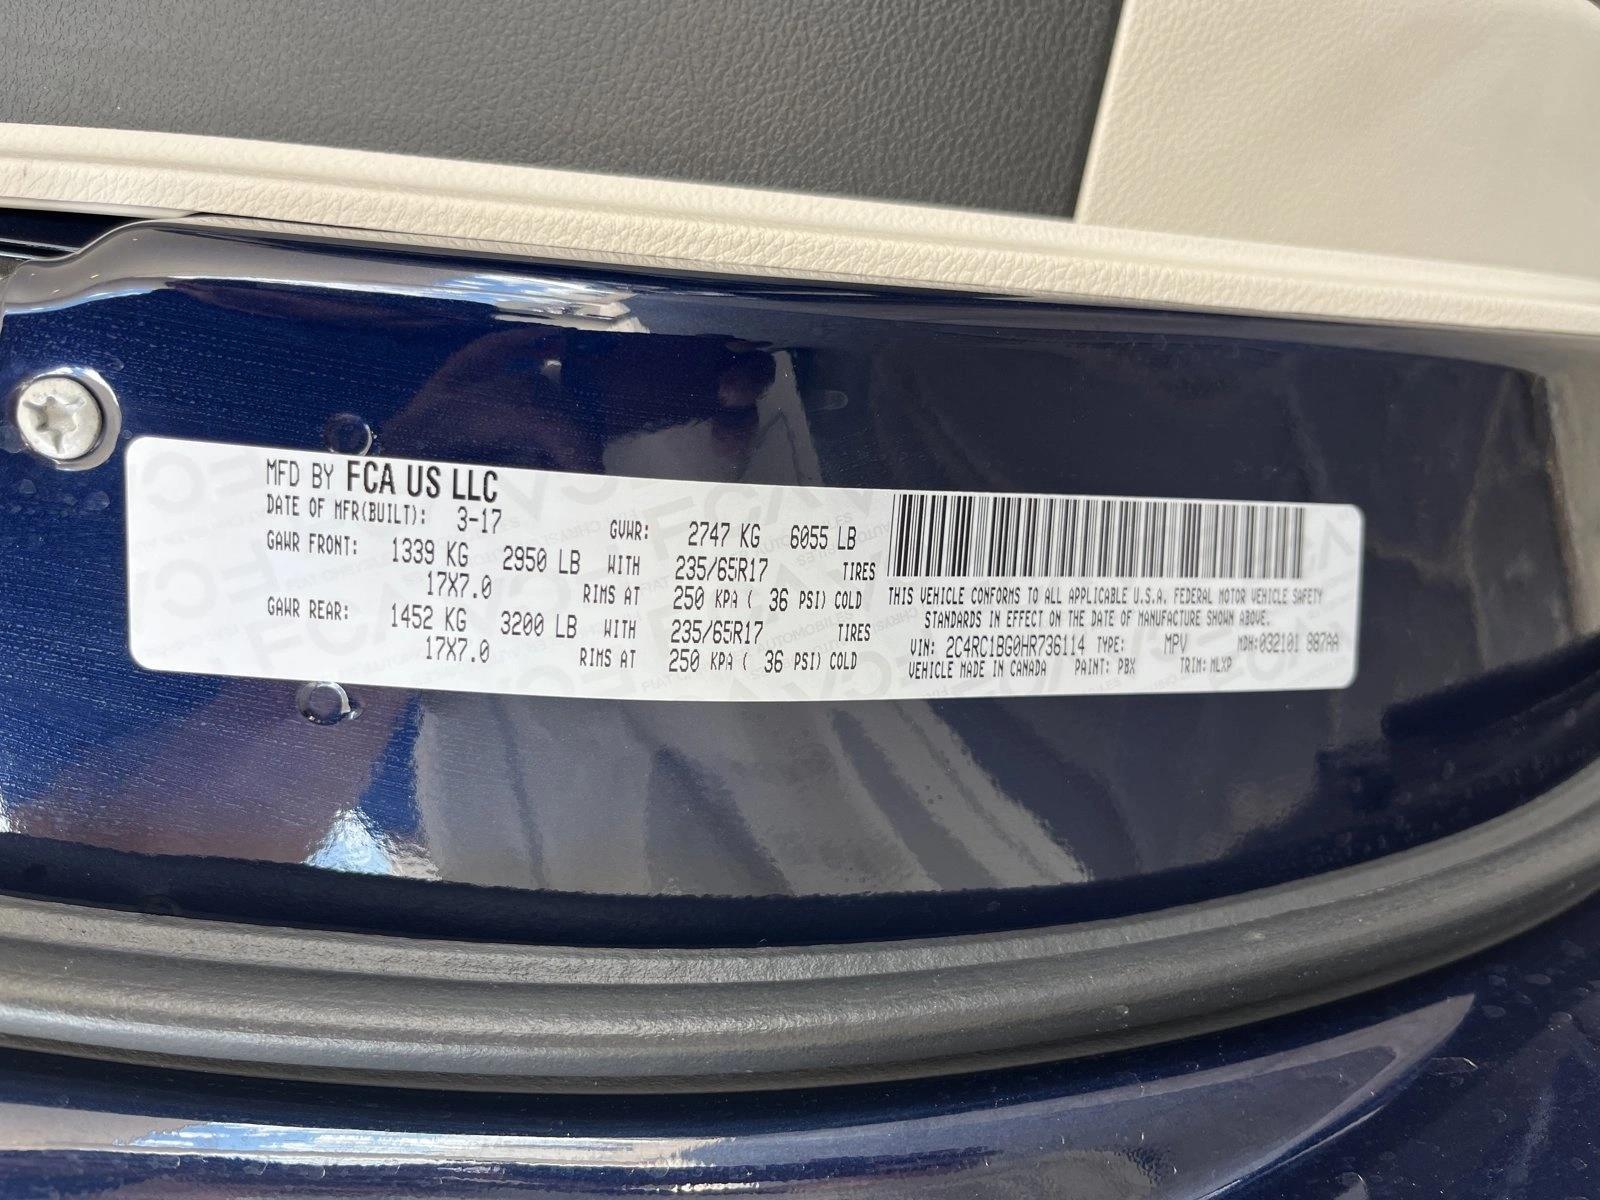 MFD BY FCA US LLC
DATE OF MFR(BUILT): 3-17 GVWR: 2747 KG 6055 LB
GAWR FRONT: 1339 KG 2950 LB WITH 235/65R17 TIRES
17X7.0 RIMS AT 250 KPA ( 36 PSI) COLD
GAWR REAR: 1452 KG 3200 LB WITH 235/65R17 TIRES
17X7.0 RIMS AT 250 KPA ( 36 PSI) COLD
THIS VEHICLE CONFORMS TO ALL APPLICABLE U.S.A. FEDERAL MOTOR VEHICLE SAFETY
STANDARDS IN EFFECT ON THE DATE OF MANUFACTURE SHOWN ABOVE.
VIN: 2C4RC1BG0HR736114 TYPE: MPV MDH:032101 887AA
VEHICLE MADE IN CANADA PAINT: PBX TRIM: MLXP